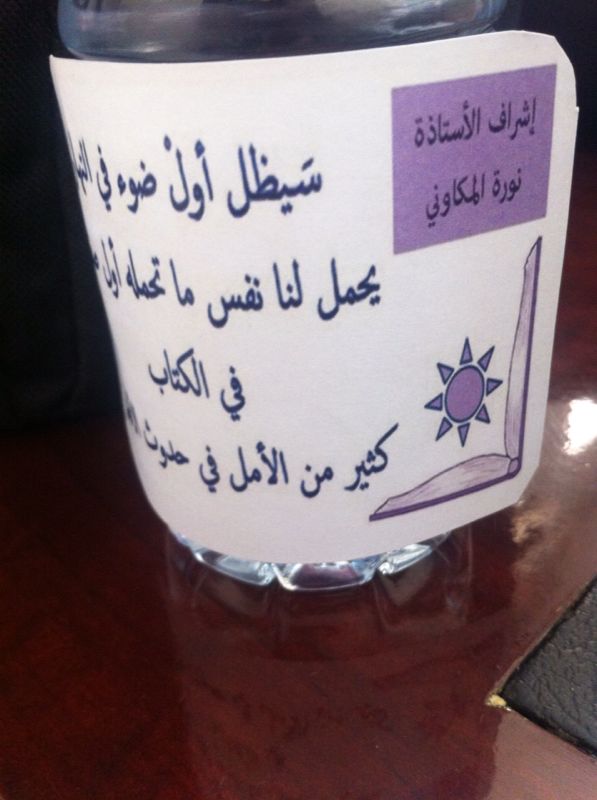 إشراف الأستاذة
نورة المكاوني
سَيظل أولْ ضوء في
يحمل لنا نفس ما تحمله أول
في الكتاب
كثير من الأمل في حدوث